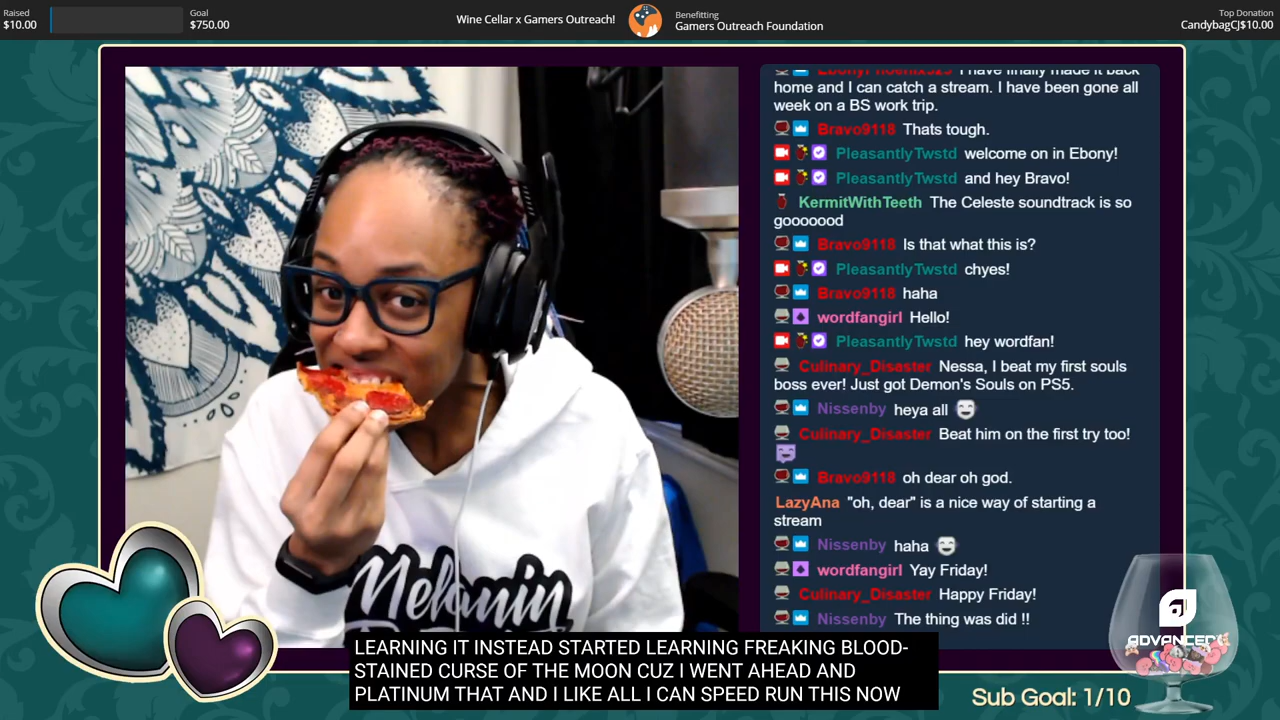 Raised
$10.00
Goal
$750.00
Wine Cellar x Gamers Outreach!
Benefitting
Gamers Outreach Foundation
Top Donation
CandybagCJ$10.00
EbonyPhoenix325 I have finally made it back
home and I can catch a stream. I have been gone all
week on a BS work trip.
Bravo9118 Thats tough.
PleasantlyTwstd welcome on in Ebony!
PleasantlyTwstd and hey Bravo!
KermitWithTeeth The Celeste soundtrack is so
gooooood
Bravo9118 Is that what this is?
PleasantlyTwstd chyes!
Bravo9118 haha
wordfangirl Hello!
PleasantlyTwstd hey wordfan!
Culinary_Disaster Nessa, I beat my first souls
boss ever! Just got Demon's Souls on PS5.
Nissenby heya all
Culinary_Disaster Beat him on the first try too!
Bravo9118 oh dear oh god.
LazyAna "oh, dear" is a nice way of starting a
stream
Nissenby haha
wordfangirl Yay Friday!
Culinary_Disaster Happy Friday!
Nissenby The thing was did !!
Melanin
LEARNING IT INSTEAD STARTED LEARNING FREAKING BLOOD-
STAINED CURSE OF THE MOON CUZ I WENT AHEAD AND
PLATINUM THAT AND I LIKE ALL I CAN SPEED RUN THIS NOW
ADVANCED
Sub Goal: 1/10